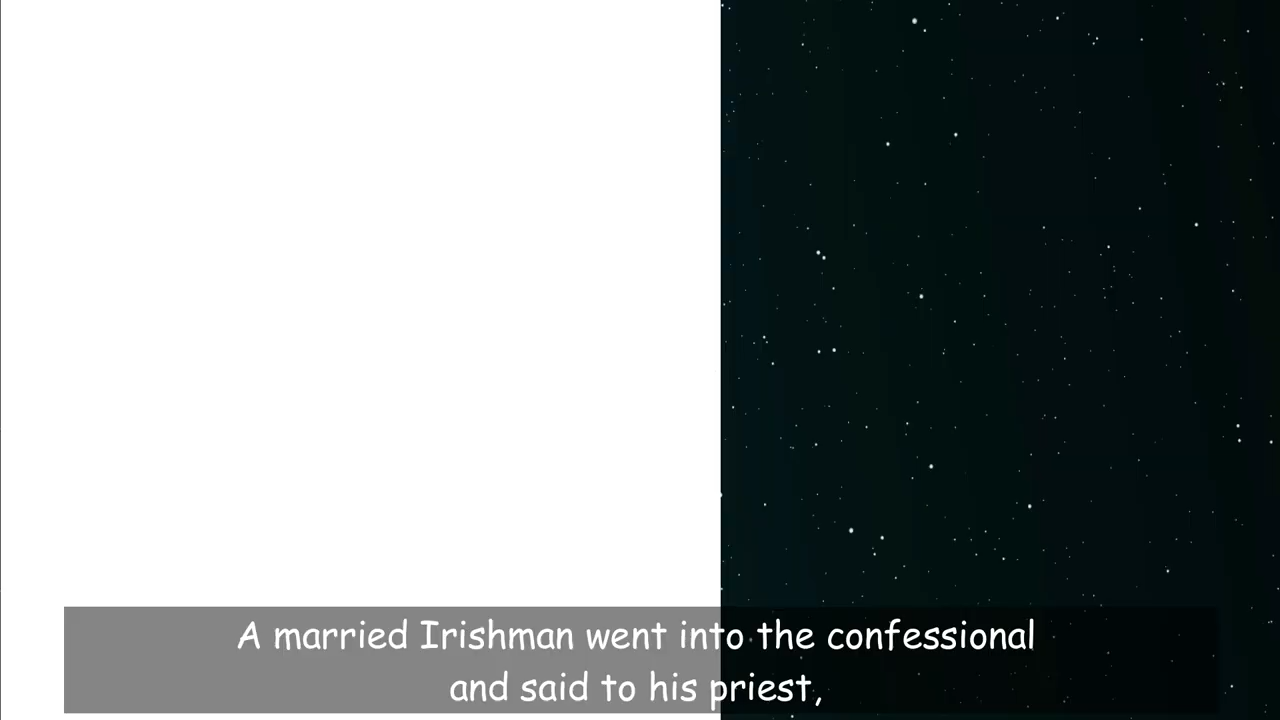 A married Irishman went into the confessional
and said to his priest,